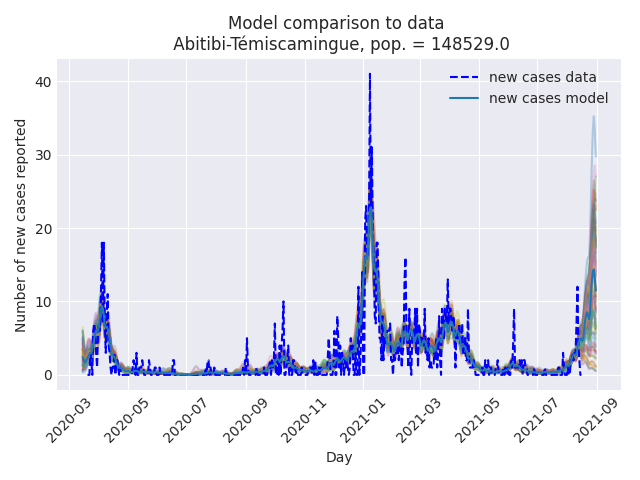 Model comparison to data
Abitibi-Témiscamingue, pop. = 148529.0
new cases data
new cases model
Number of new cases reported
40
30
20
10
0
2020-03
2020-05
2020-07
2020-09
2020-11
2021-01
2021-03
2021-05
2021-07
2021-09
Day